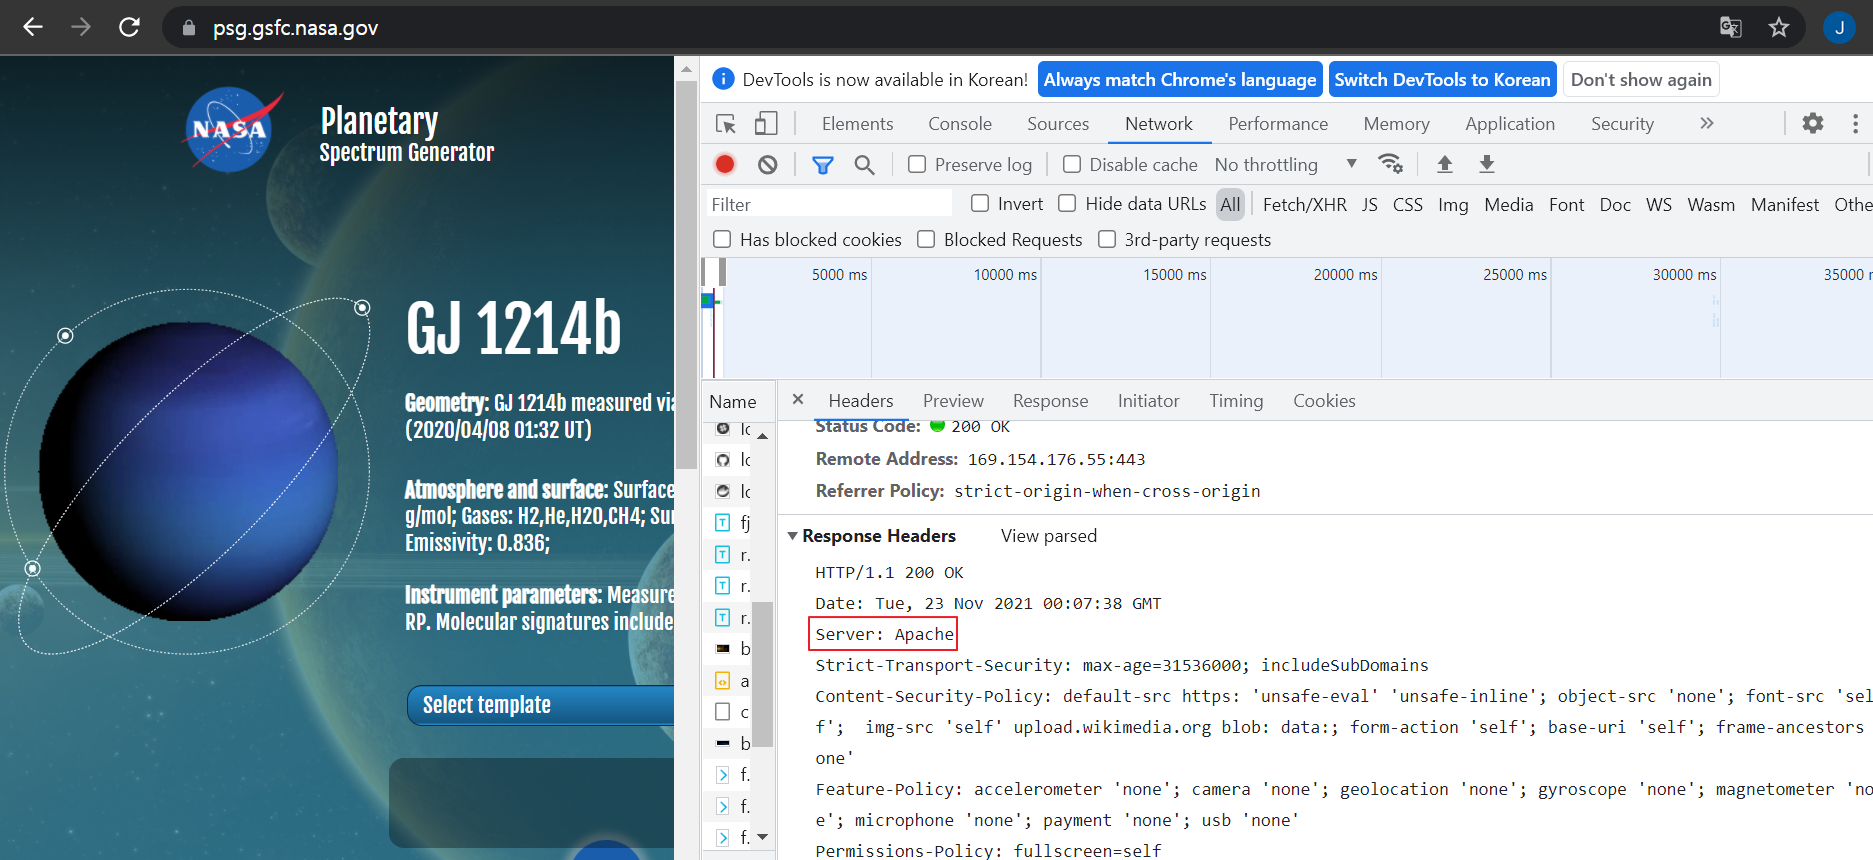 psg.gsfc.nasa.gov
J
NASA
Planetary
Spectrum Generator
GJ 1214b
Geometry: GJ 1214b measured via
(2020/04/08 01:32 UT)
Atmosphere and surface: Surface
g/mol; Gases: H2,He,H2O,CH4; Sur
Emissivity: 0.836;
Instrument parameters: Measure
RP. Molecular signatures include
Select template
DevTools is now available in Korean! Always match Chrome's language Switch DevTools to Korean Don't show again
Elements Console Sources Network Performance Memory Application Security »
Preserve log Disable cache No throttling
Filter Invert Hide data URLs All Fetch/XHR JS CSS Img Media Font Doc WS Wasm Manifest Othe
Has blocked cookies Blocked Requests 3rd-party requests
5000 ms 10000 ms 15000 ms 20000 ms 25000 ms 30000 ms 35000 m
Name
lc
lc
lc
fj
r.
r.
r.
b
a
c
b
f.
f.
f.
× Headers Preview Response Initiator Timing Cookies
Status Code: 200 OK
Remote Address: 169.154.176.55:443
Referrer Policy: strict-origin-when-cross-origin
Response Headers View parsed
HTTP/1.1 200 OK
Date: Tue, 23 Nov 2021 00:07:38 GMT
Server: Apache
Strict-Transport-Security: max-age=31536000; includeSubDomains
Content-Security-Policy: default-src https: 'unsafe-eval' 'unsafe-inline'; object-src 'none'; font-src 'sel
f';  img-src 'self' upload.wikimedia.org blob: data:; form-action 'self'; base-uri 'self'; frame-ancestors
one'
Feature-Policy: accelerometer 'none'; camera 'none'; geolocation 'none'; gyroscope 'none'; magnetometer 'no
e'; microphone 'none'; payment 'none'; usb 'none'
Permissions-Policy: fullscreen=self